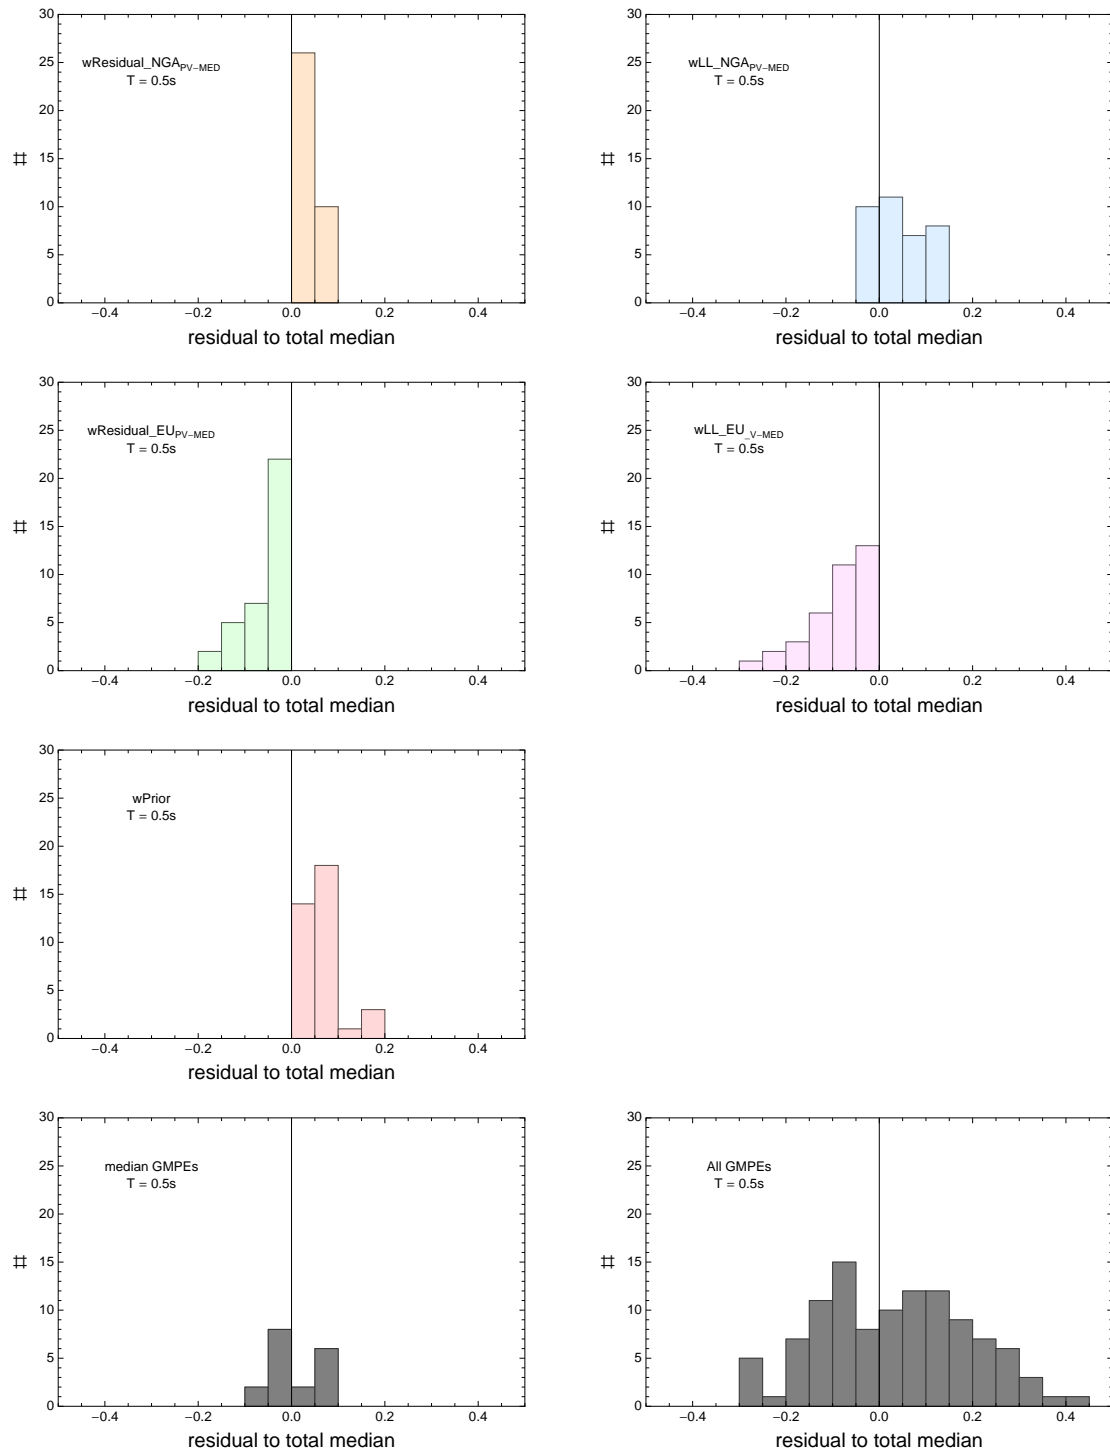 30
25
20
15
10
5
0
#
wResidual_NGA_PV−MED
T = 0.5s
−0.4 −0.2 0.0 0.2 0.4
residual to total median
30
25
20
15
10
5
0
#
wLL_NGA_PV−MED
T = 0.5s
−0.4 −0.2 0.0 0.2 0.4
residual to total median
30
25
20
15
10
5
0
#
wResidual_EU_PV−MED
T = 0.5s
−0.4 −0.2 0.0 0.2 0.4
residual to total median
30
25
20
15
10
5
0
#
wLL_EU_V−MED
T = 0.5s
−0.4 −0.2 0.0 0.2 0.4
residual to total median
30
25
20
15
10
5
0
#
wPrior
T = 0.5s
−0.4 −0.2 0.0 0.2 0.4
residual to total median
30
25
20
15
10
5
0
#
median GMPEs
T = 0.5s
−0.4 −0.2 0.0 0.2 0.4
residual to total median
30
25
20
15
10
5
0
#
All GMPEs
T = 0.5s
−0.4 −0.2 0.0 0.2 0.4
residual to total median